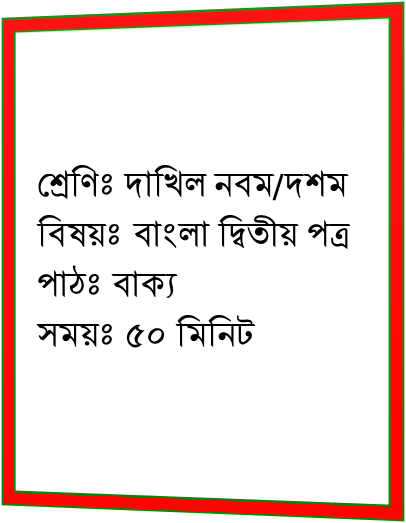 শ্রেণিঃ দাখিল নবম/দশম
বিষয়ঃ বাংলা দ্বিতীয় পত্র
পাঠঃ বাক্য
সময়ঃ ৫০ মিনিট